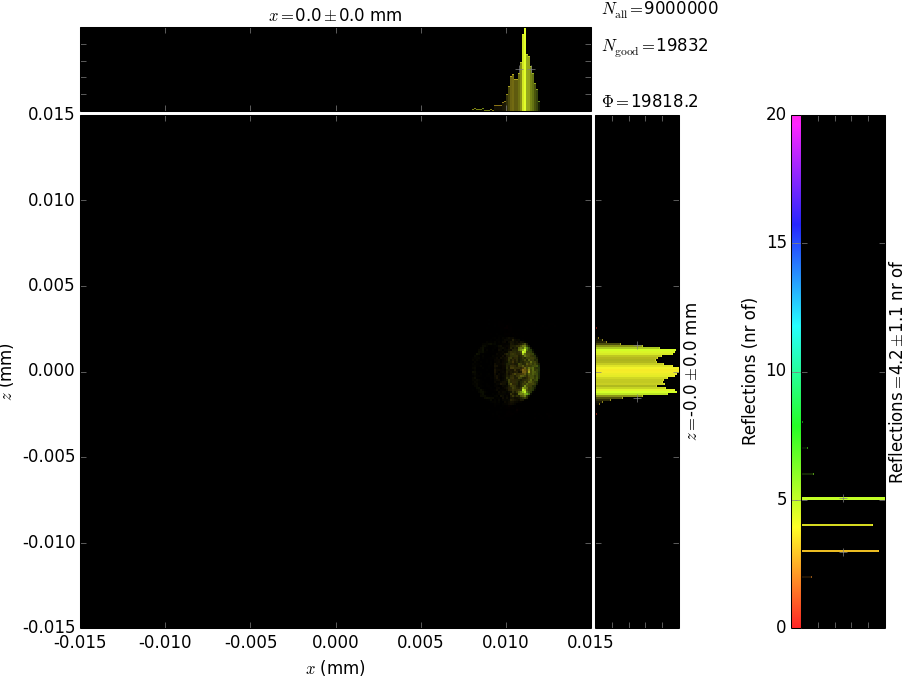 x=0.0±0.0 mm
N_all=9000000
N_good=19832
Φ=19818.2
0.015
0.010
0.005
0.000
-0.005
-0.010
-0.015
z (mm)
-0.015 -0.010 -0.005 0.000 0.005 0.010 0.015
x (mm)
z=-0.0±0.0 mm
20
15
10
5
0
Reflections (nr of)
Reflections=4.2±1.1 nr of